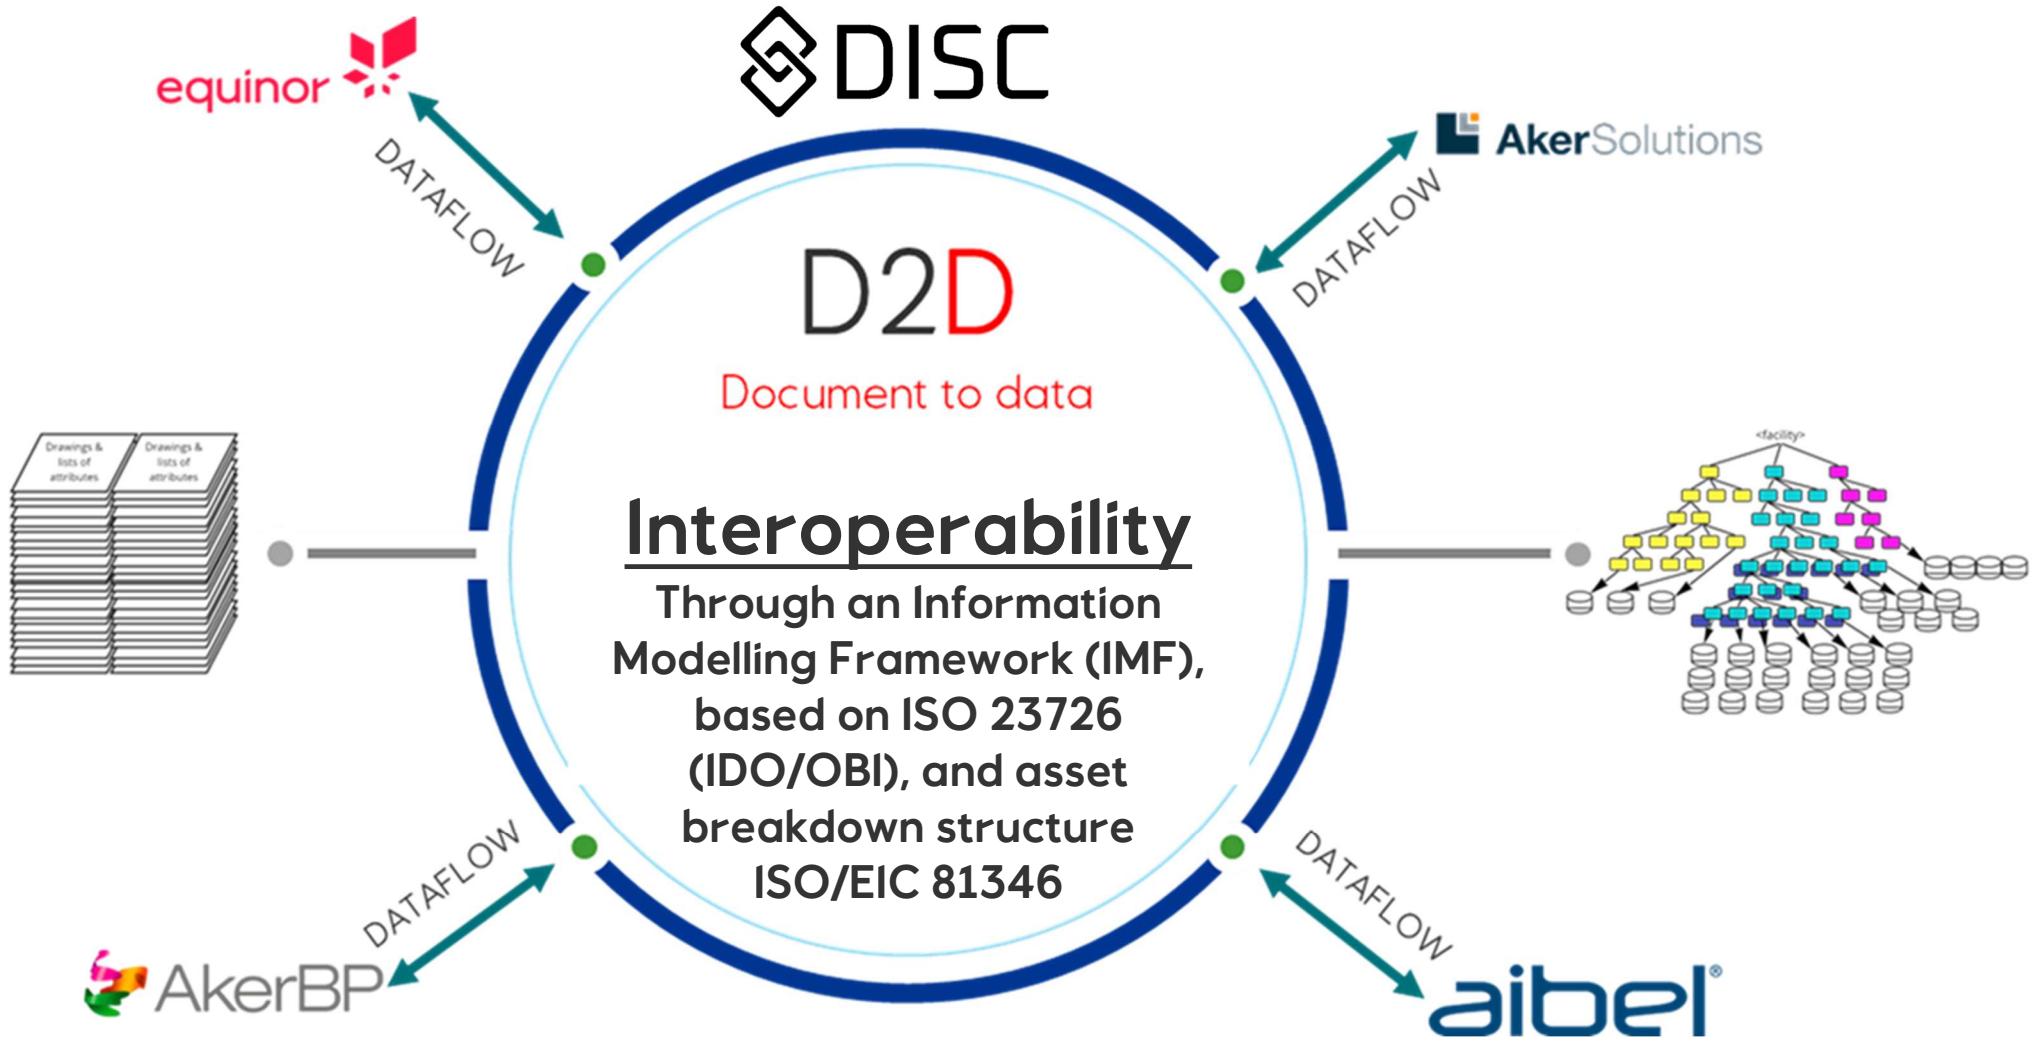 equinor
DISC
AkerSolutions
DATAFLOW
DATAFLOW
D2D
Document to data
Drawings &
lists of
attributes
Drawings &
lists of
attributes
<facility>
Interoperability
Through an Information
Modelling Framework (IMF),
based on ISO 23726
(IDO/OBI), and asset
breakdown structure
ISO/EIC 81346
DATAFLOW
DATAFLOW
AkerBP
aibel®